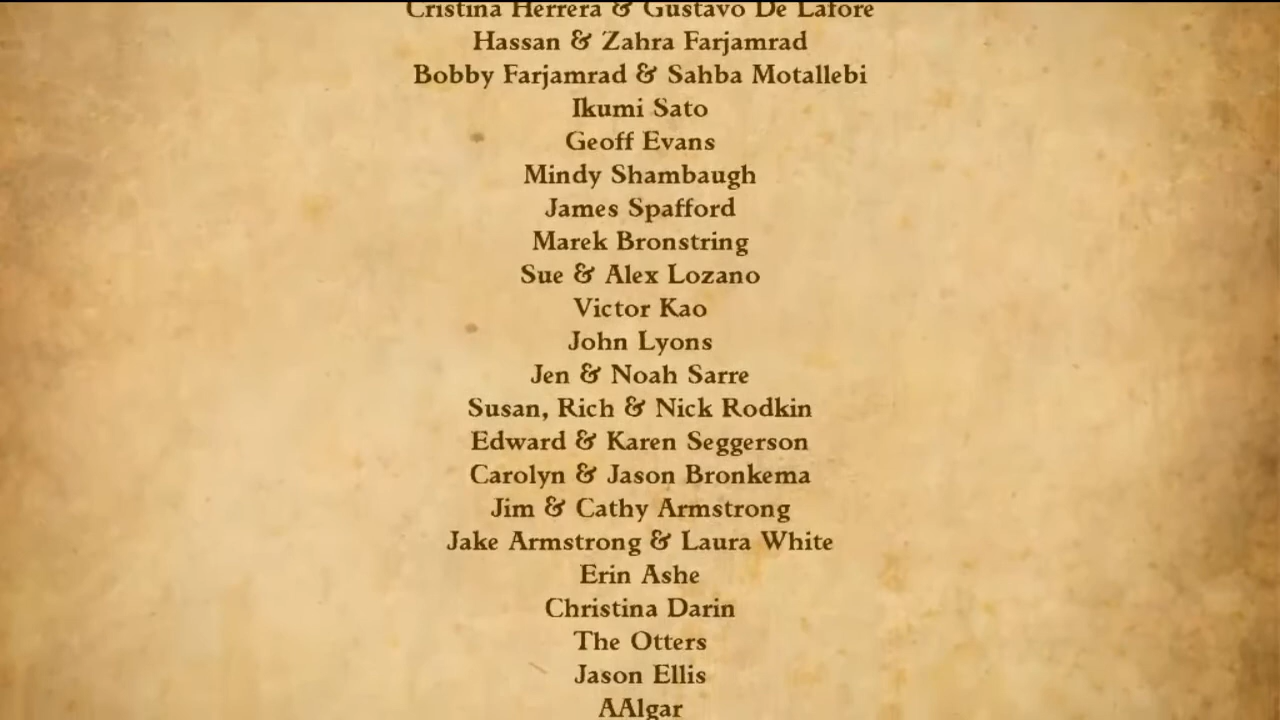 Cristina Herrera & Gustavo De Lafore
Hassan & Zahra Farjamrad
Bobby Farjamrad & Sahba Motallebi
Ikumi Sato
Geoff Evans
Mindy Shambaugh
James Spafford
Marek Bronstring
Sue & Alex Lozano
Victor Kao
John Lyons
Jen & Noah Sarre
Susan, Rich & Nick Rodkin
Edward & Karen Seggerson
Carolyn & Jason Bronkema
Jim & Cathy Armstrong
Jake Armstrong & Laura White
Erin Ashe
Christina Darin
The Otters
Jason Ellis
AAlgar